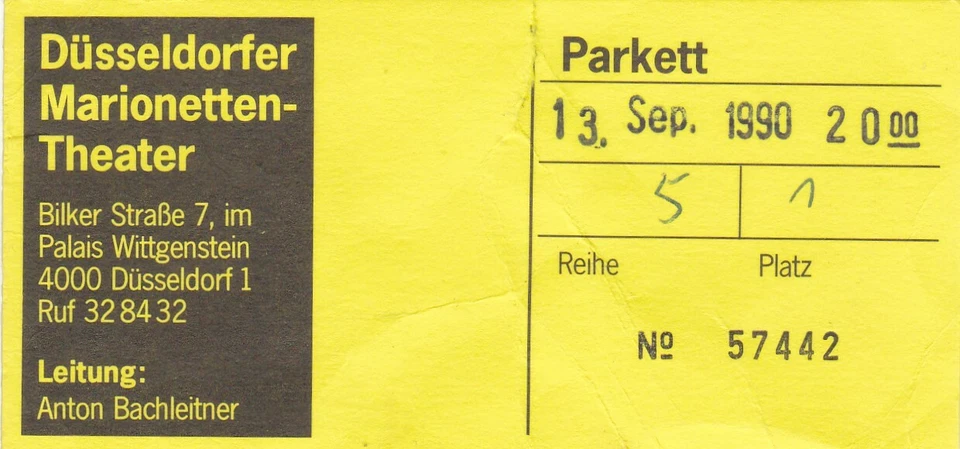 Düsseldorfer
Marionetten-
Theater
Bilker Straße 7, im
Palais Wittgenstein
4000 Düsseldorf 1
Ruf 32 84 32
Leitung:
Anton Bachleitner
Parkett
13. Sep. 1990 20 00
5 1
Reihe Platz
Nº 57442